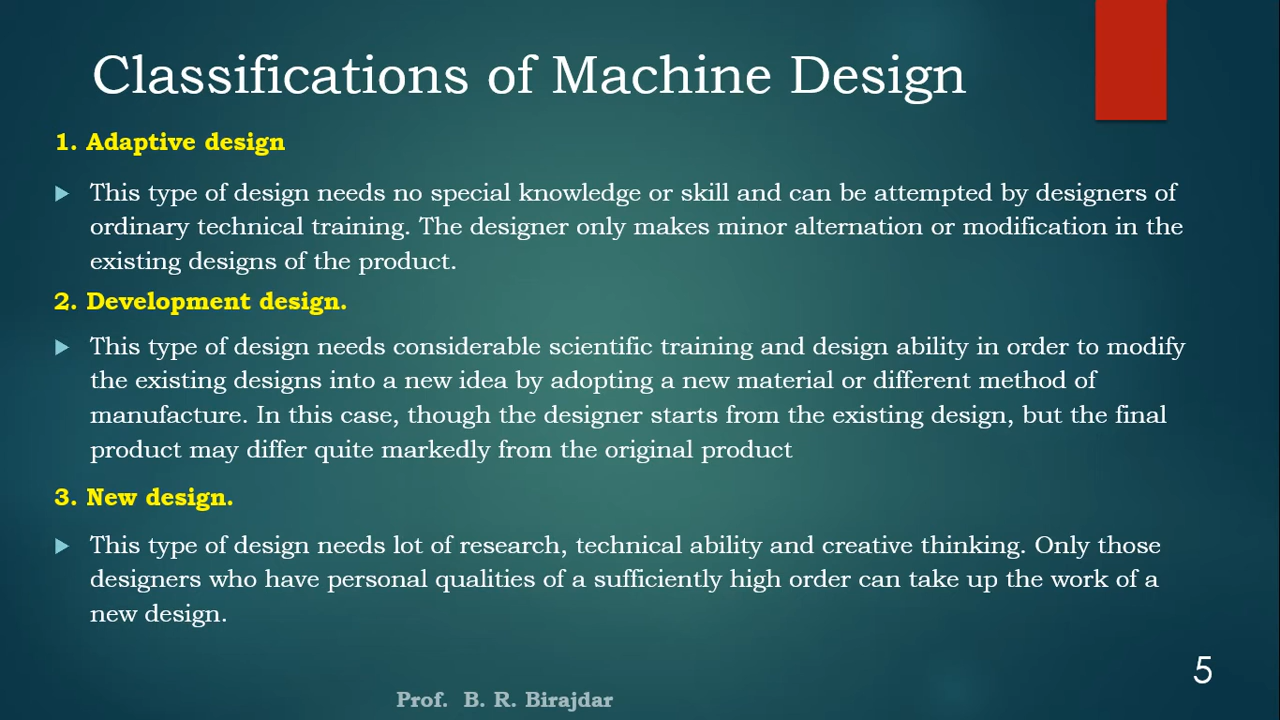 Classifications of Machine Design
1. Adaptive design
This type of design needs no special knowledge or skill and can be attempted by designers of
ordinary technical training. The designer only makes minor alternation or modification in the
existing designs of the product.
2. Development design.
This type of design needs considerable scientific training and design ability in order to modify
the existing designs into a new idea by adopting a new material or different method of
manufacture. In this case, though the designer starts from the existing design, but the final
product may differ quite markedly from the original product
3. New design.
This type of design needs lot of research, technical ability and creative thinking. Only those
designers who have personal qualities of a sufficiently high order can take up the work of a
new design.
5
Prof. B. R. Birajdar